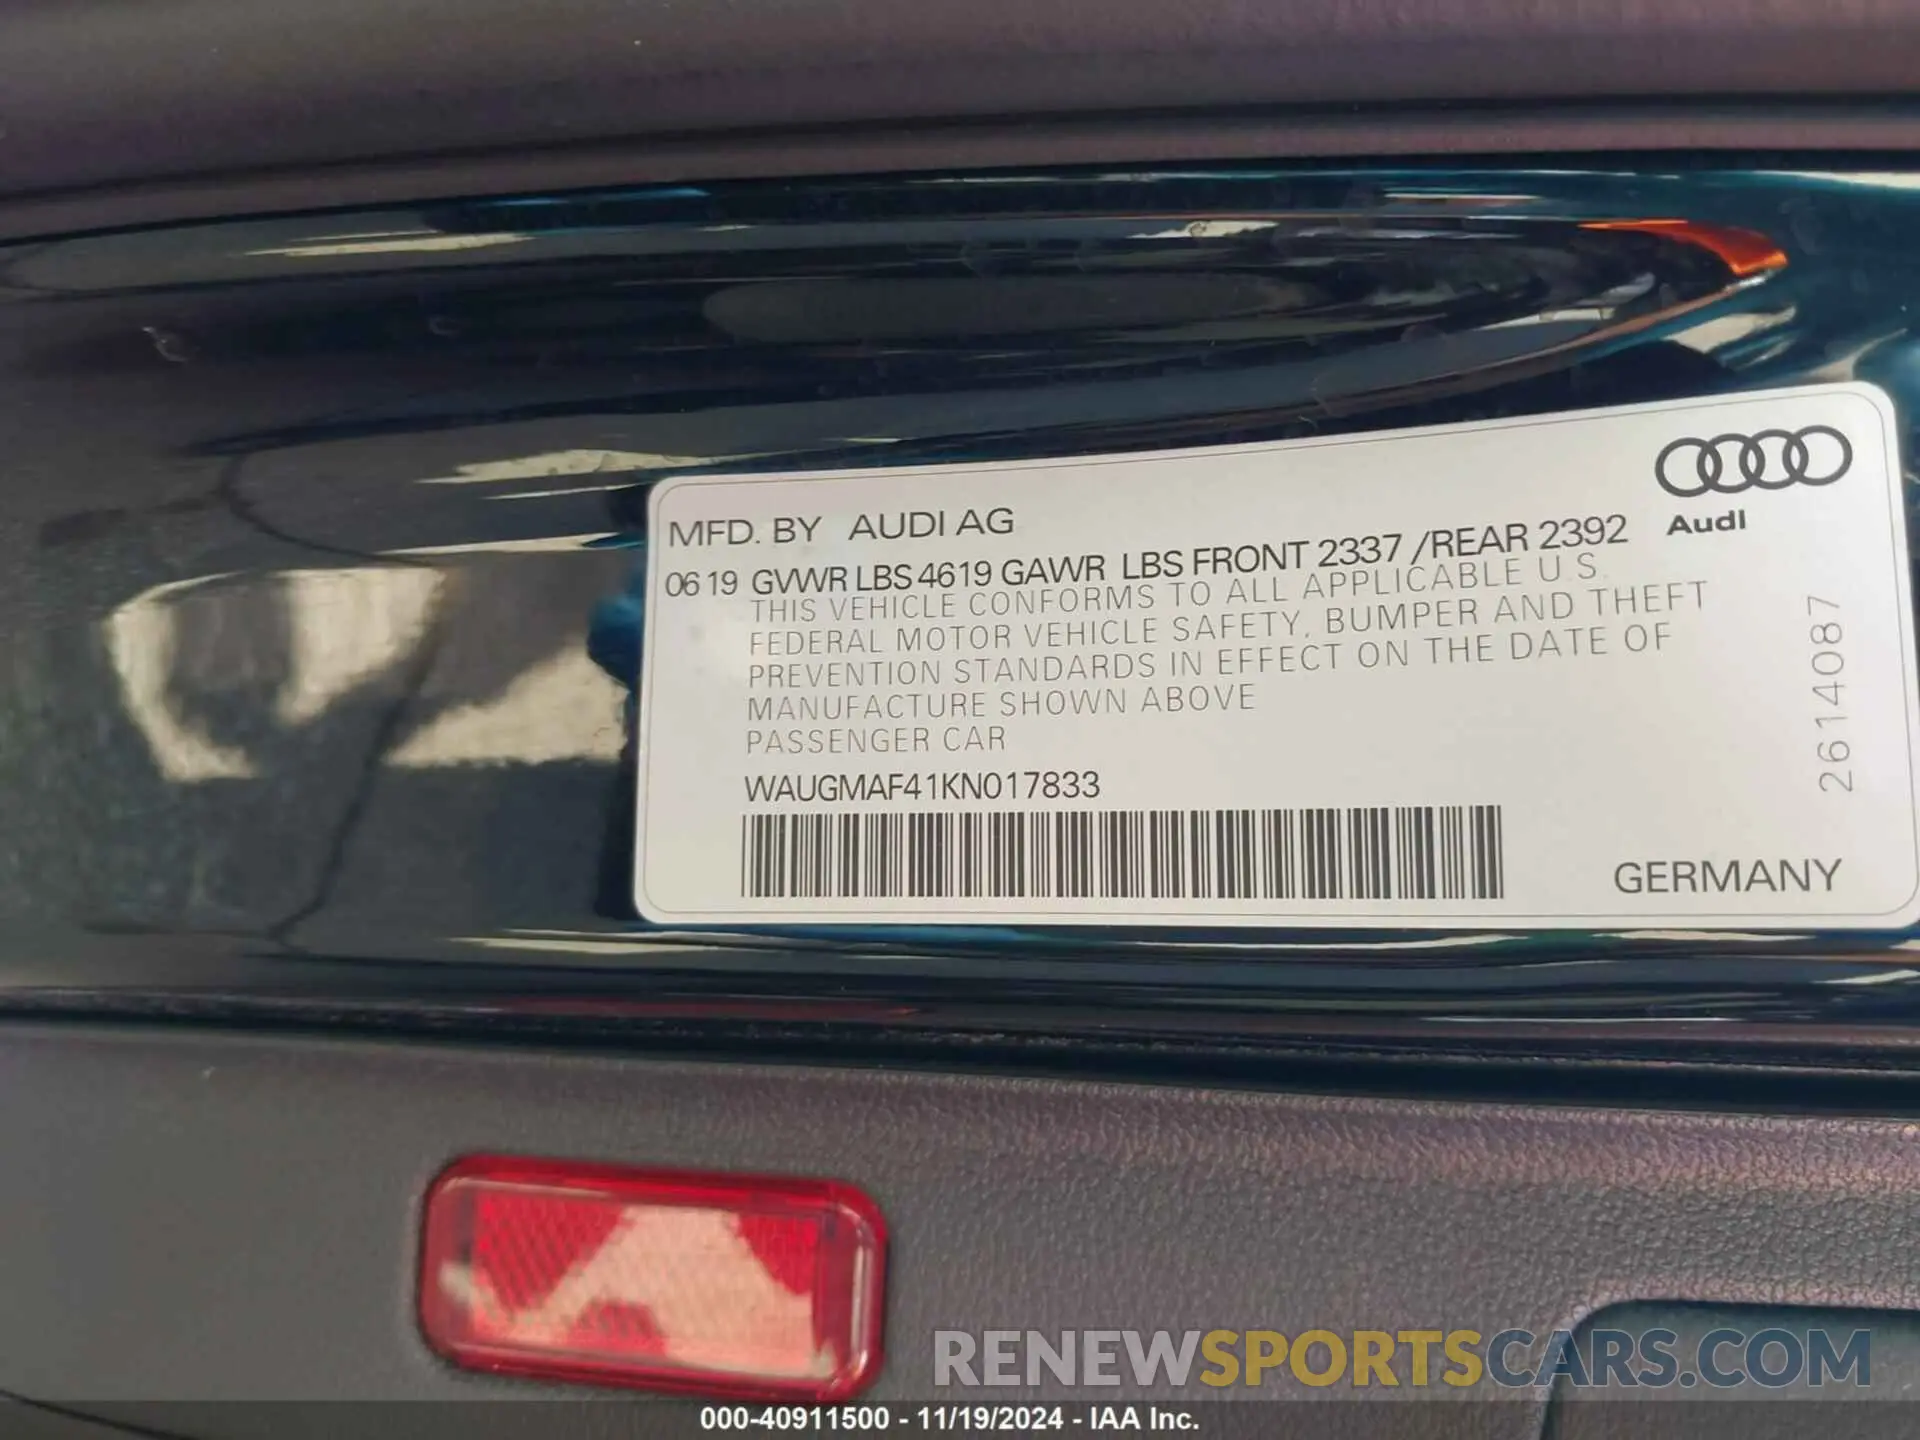 MFD. BY AUDI AG
06 19 GVWR LBS 4619 GAWR LBS FRONT 2337 /REAR 2392
Audi
THIS VEHICLE CONFORMS TO ALL APPLICABLE U.S.
FEDERAL MOTOR VEHICLE SAFETY, BUMPER AND THEFT
PREVENTION STANDARDS IN EFFECT ON THE DATE OF
MANUFACTURE SHOWN ABOVE
PASSENGER CAR
WAUGMAF41KN017833
2614087
GERMANY
RENEWSPORTSCARS.COM
000-40911500 - 11/19/2024 - IAA Inc.